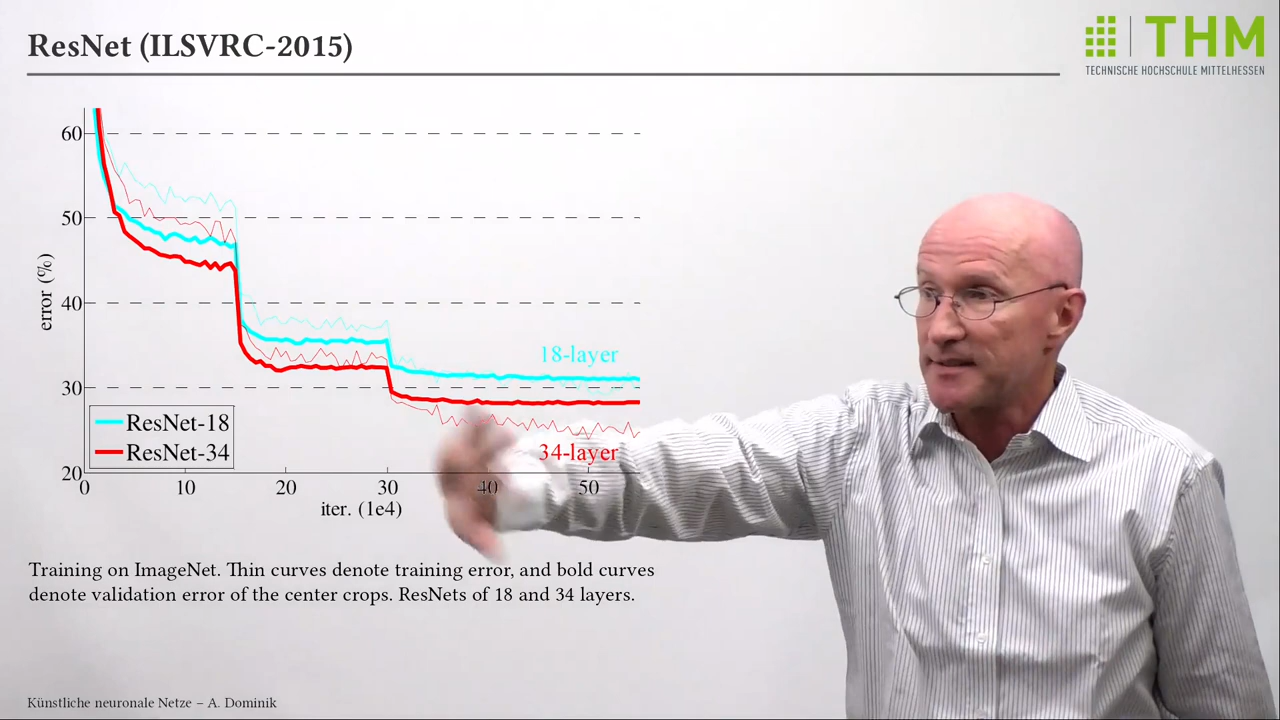 ResNet (ILSVRC-2015)
THM
TECHNISCHE HOCHSCHULE MITTELHESSEN
60
50
40
30
20
error (%)
18-layer
34-layer
ResNet-18
ResNet-34
0 10 20 30 40 50
iter. (1e4)
Training on ImageNet. Thin curves denote training error, and bold curves
denote validation error of the center crops. ResNets of 18 and 34 layers.
Künstliche neuronale Netze – A. Dominik